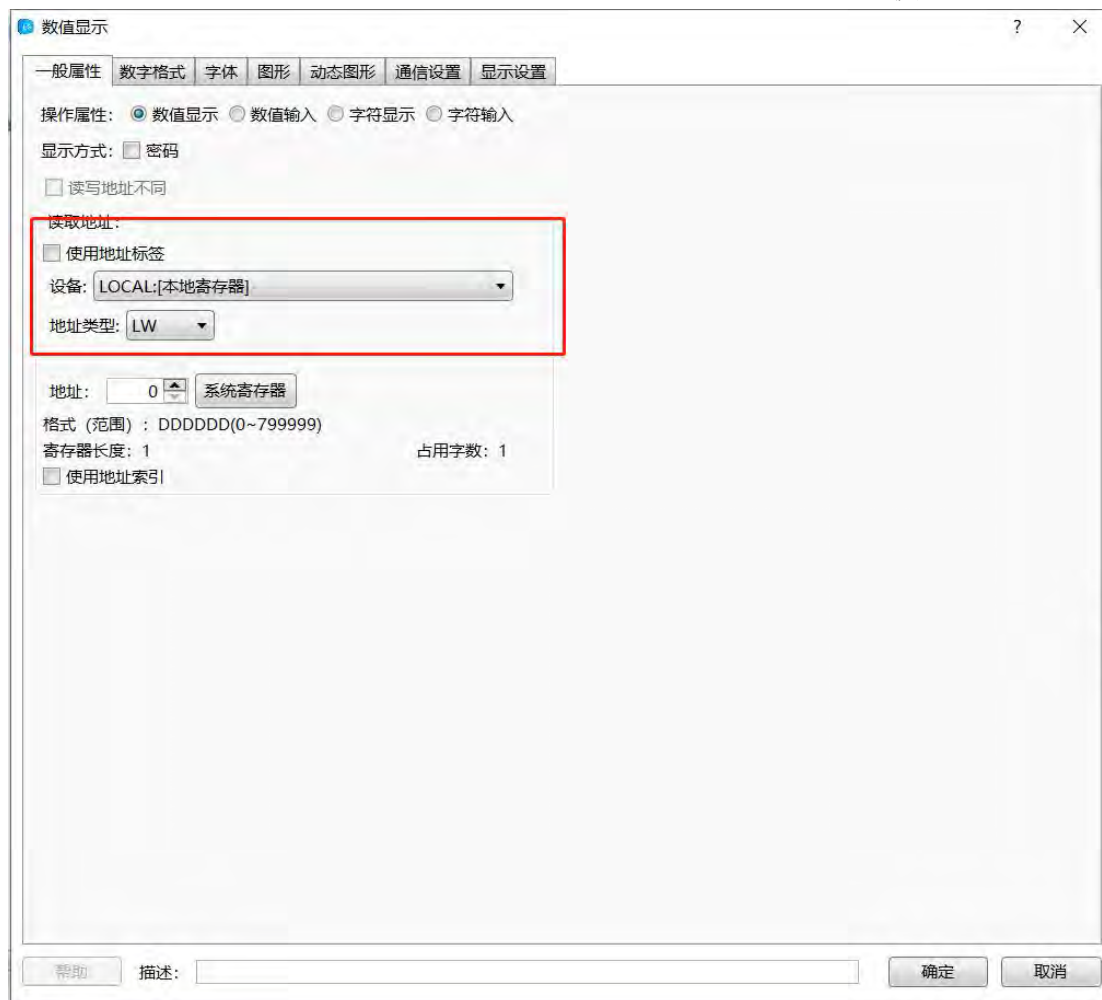 数值显示 ?
一般属性 数字格式 字体 图形 动态图形 通信设置 显示设置
操作属性: 数值显示 数值输入 字符显示 字符输入
显示方式: 密码
读写地址不同
读取地址:
使用地址标签
设备: LOCAL:[本地寄存器]
地址类型: LW
地址: 0 系统寄存器
格式 (范围) : DDDDDD(0~799999)
寄存器长度: 1 占用字数: 1
使用地址索引
帮助 描述: 确定 取消